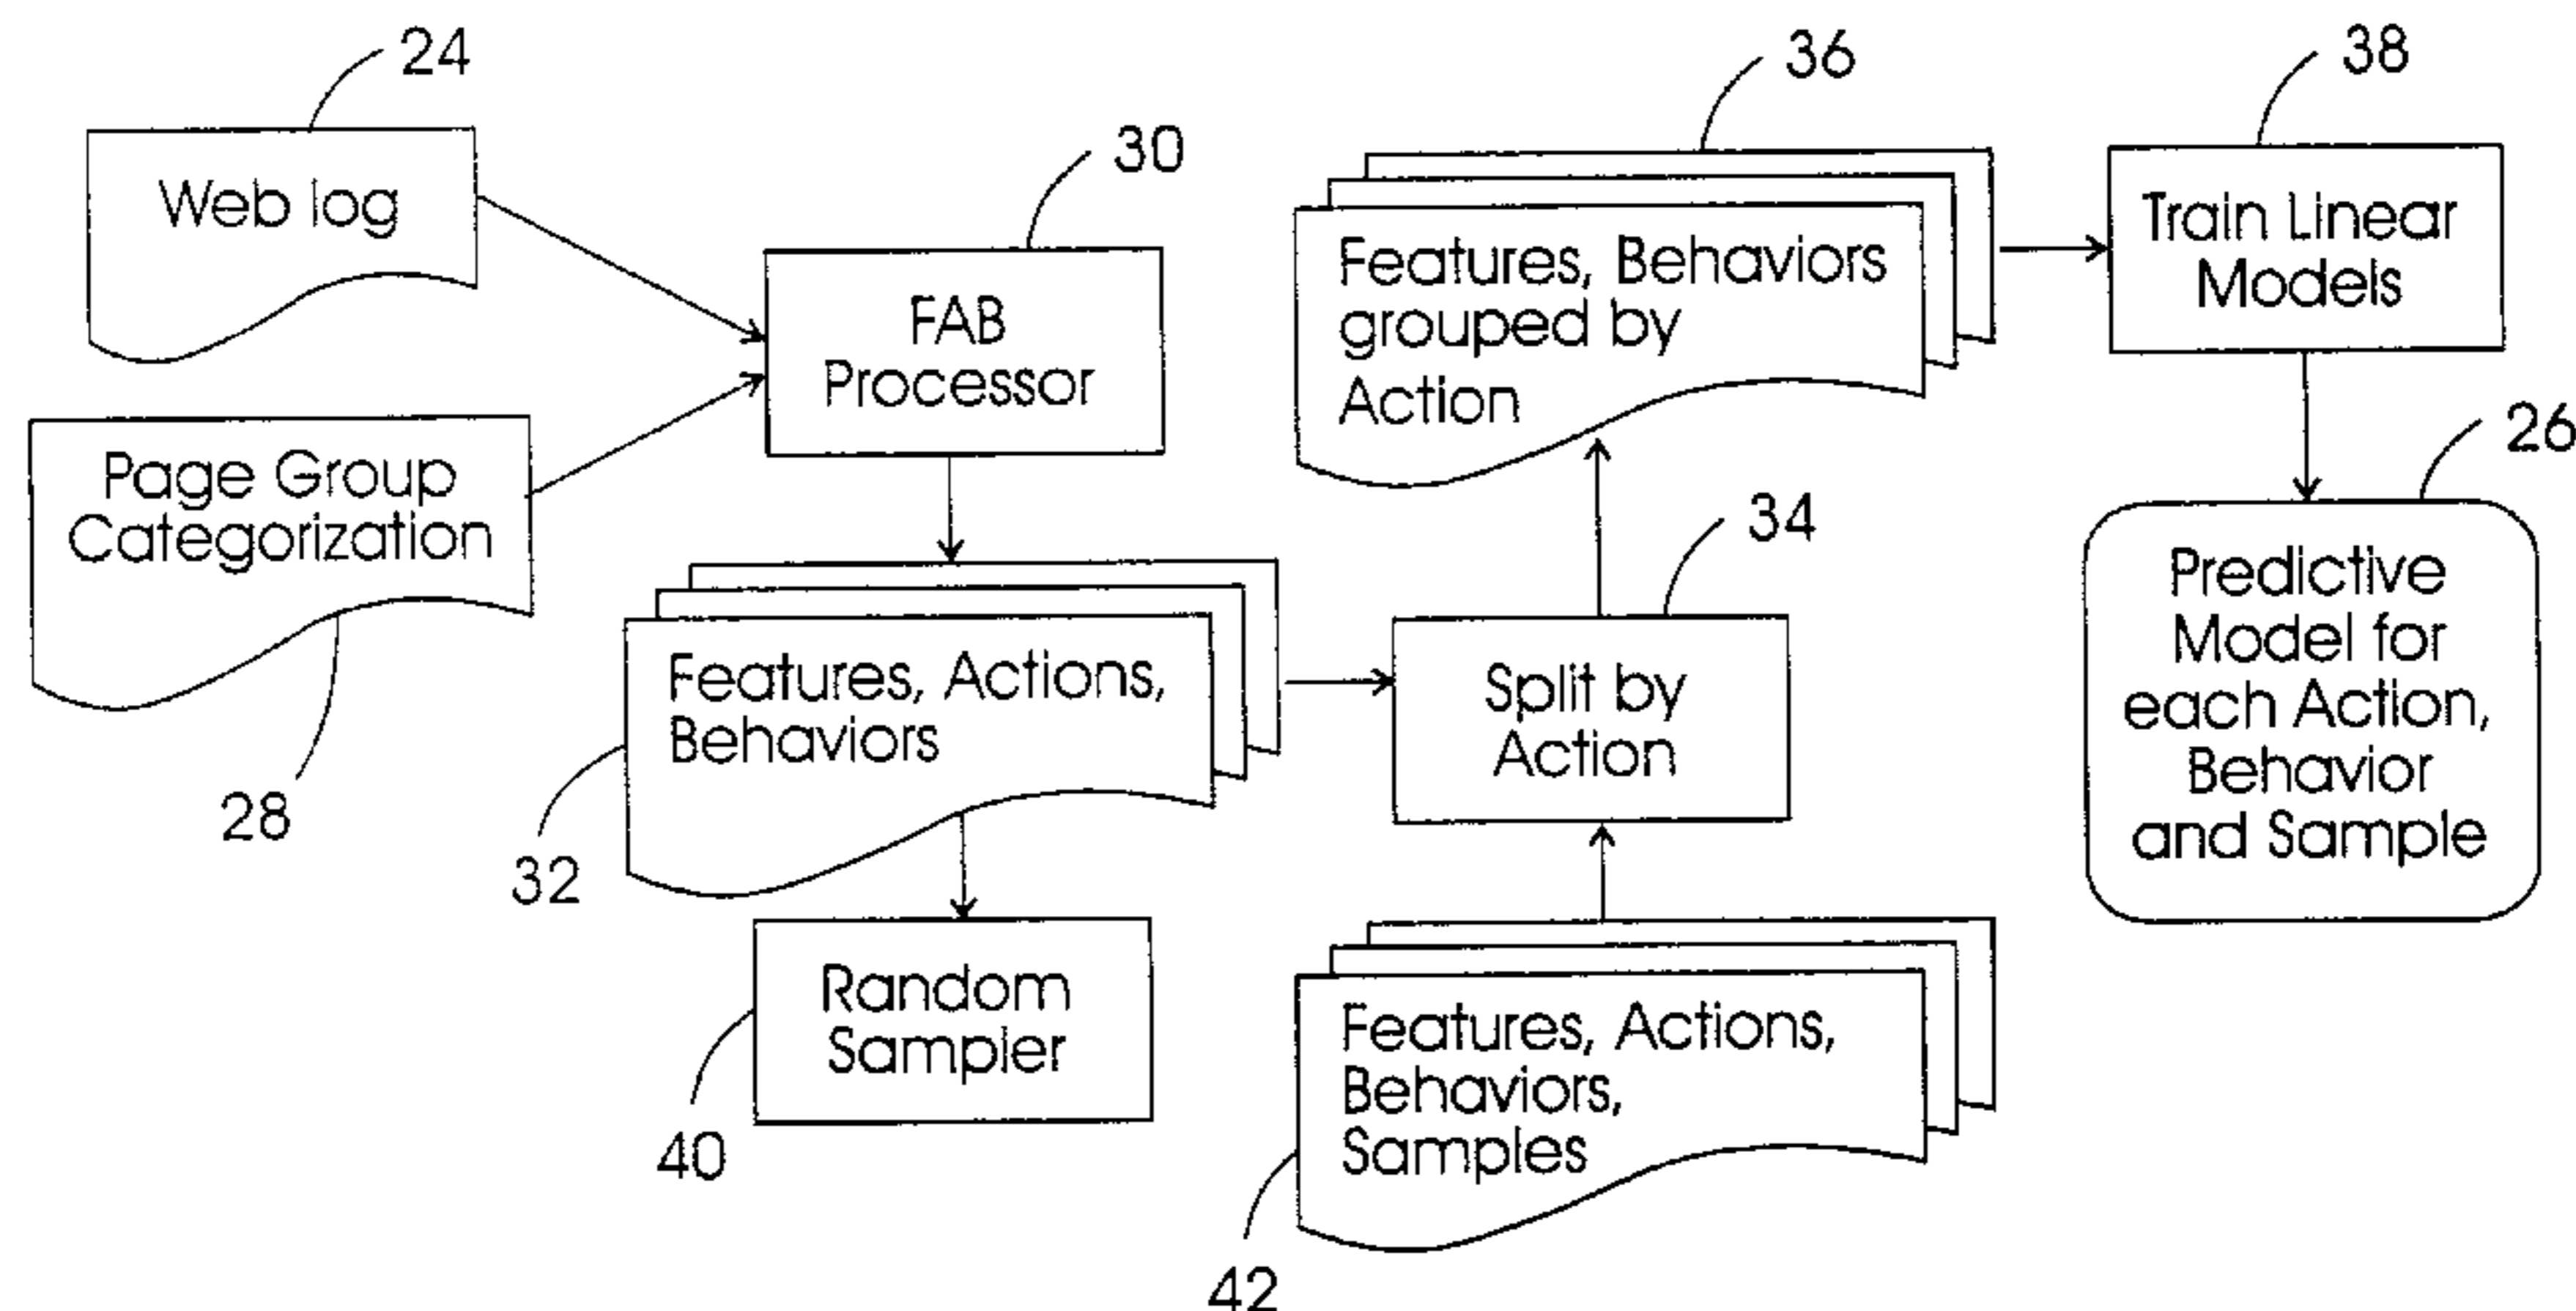 24
Web log
30
FAB
Processor
Page Group
Categorization
28
32
Features, Actions,
Behaviors
40
Random
Sampler
36
Features, Behaviors
grouped by
Action
34
Split by
Action
42
Features, Actions,
Behaviors,
Samples
38
Train Linear
Models
26
Predictive
Model for
each Action,
Behavior
and Sample